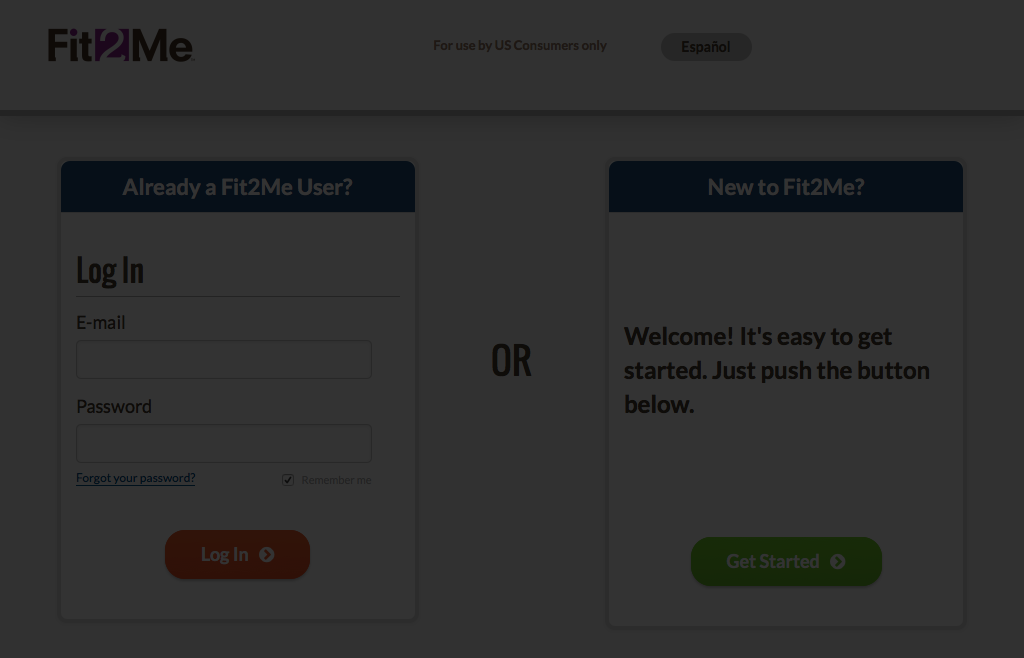 Fit2Me
For use by US Consumers only
Español
Already a Fit2Me User?
Log In
E-mail
Password
Forgot your password?
Remember me
Log In
OR
New to Fit2Me?
Welcome! It's easy to get
started. Just push the button
below.
Get Started